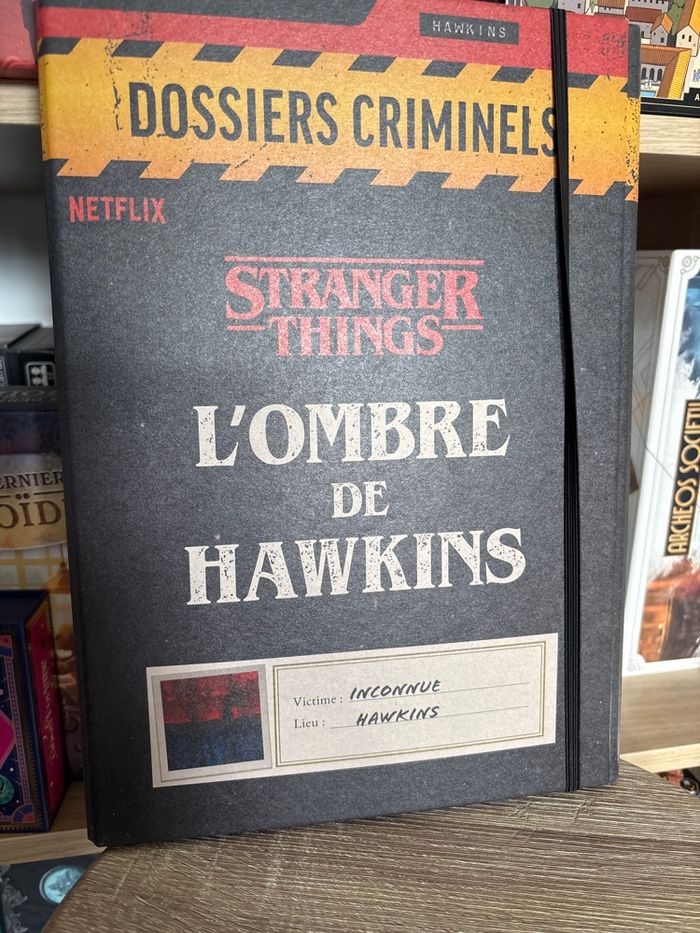 HAWKINS
DOSSIERS CRIMINELS
NETFLIX
STRANGER
THINGS
L'OMBRE
DE
HAWKINS
Victime : INCONNUE
Lieu : HAWKINS
ARCHEOS SOCIETY